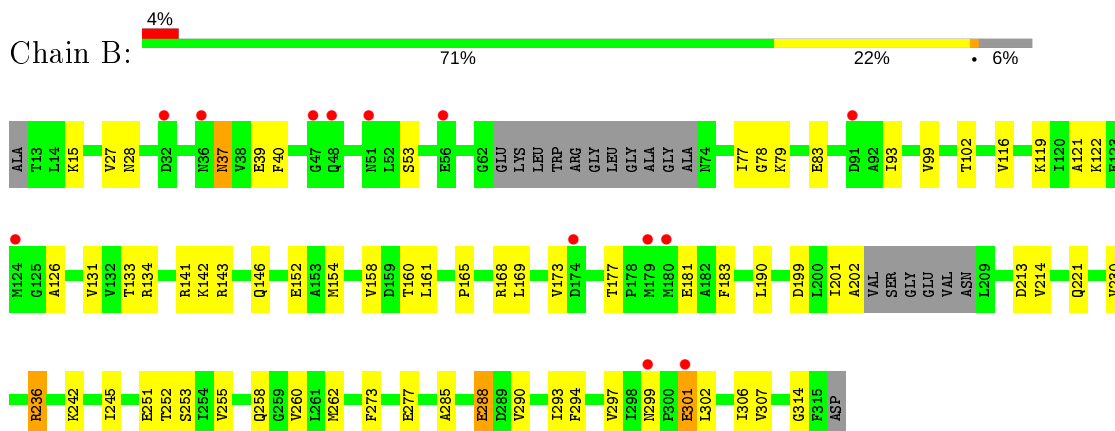 4%
Chain B:
71% 22% • 6%
ALA T13 L14 K15 V27 N28 D32 N36 N37 V38 E39 F40 G47 Q48 N51 L52 S53 E56 G62 GLU LYS LEU TRP ARG GLY LEU GLY ALA GLY ALA N74 I77 G78 K79 E83 D91 A92 I93 V99 T102 V116 K119 I120 A121 K122
M124 G125 A126 V131 V132 T133 R134 R141 K142 R143 Q146 E152 A153 M154 V158 D159 T160 L161 P165 R168 L169 V173 D174 T177 P178 M179 M180 E181 A182 F183 L190 D199 L200 I201 A202 VAL SER GLY GLU VAL ASN L209 D213 V214 Q221
R236 K242 I245 E251 T252 S253 I254 V255 Q258 G259 V260 L261 M262 F273 E277 A285 E288 D289 V290 I293 F294 V297 I298 N299 P300 E301 L302 I306 V307 G314 F315 ASP